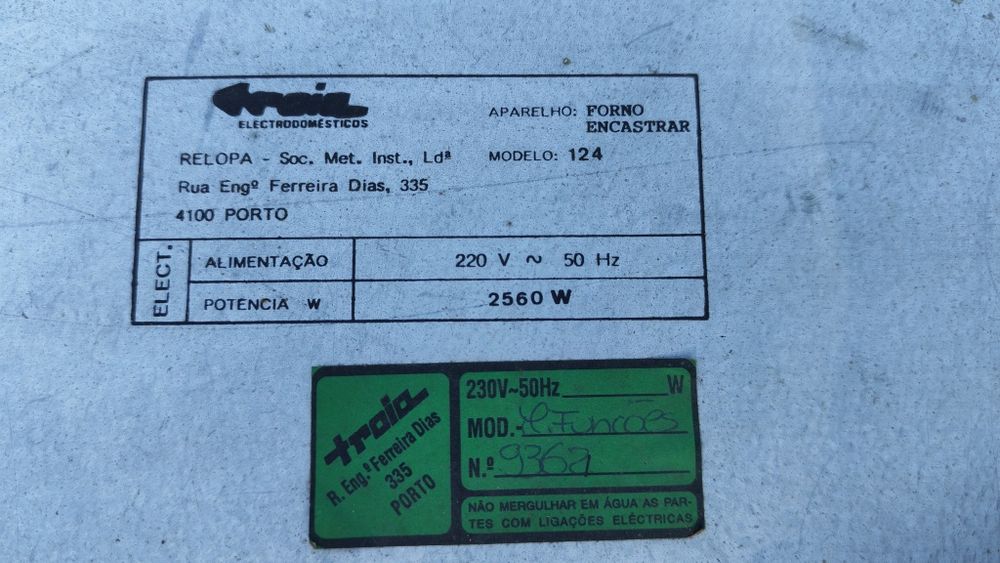 troia
ELECTRODOMÉSTICOS
APARELHO: FORNO
ENCASTRAR
RELOPA - Soc. Met. Inst., Ldª
MODELO: 124
Rua Engº Ferreira Dias, 335
4100 PORTO
ELECT.
ALIMENTAÇÃO
220 V ~ 50 Hz
POTENCIA W
2560 W
troia
R. Eng.º Ferreira Dias
335
PORTO
230V~50Hz W
MOD.- Funcões
N.º 9362
NÃO MERGULHAR EM ÁGUA AS PAR-
TES COM LIGAÇÕES ELÉCTRICAS